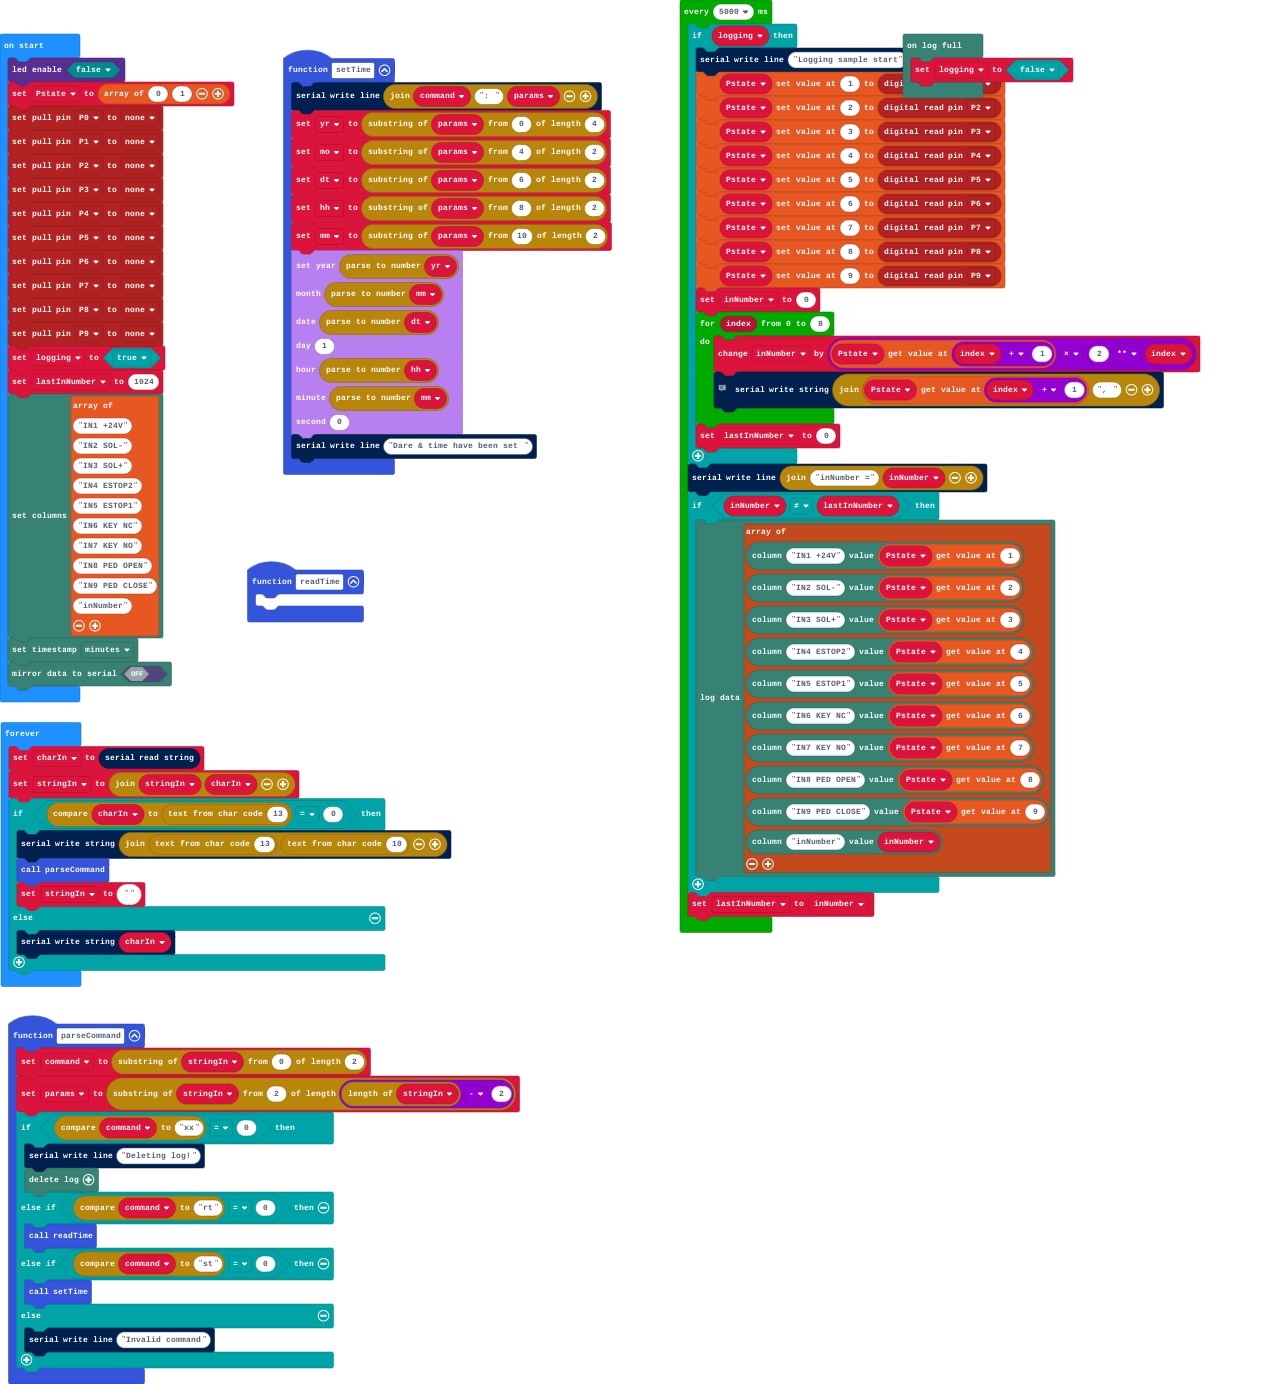 on start
led enable false
set Pstate to array of 0 1
set pull pin P0 to none
set pull pin P1 to none
set pull pin P2 to none
set pull pin P3 to none
set pull pin P4 to none
set pull pin P5 to none
set pull pin P6 to none
set pull pin P7 to none
set pull pin P8 to none
set pull pin P9 to none
set logging to true
set lastInNumber to 1024
array of
"IN1 +24V"
"IN2 SOL-"
"IN3 SOL+"
"IN4 ESTOP2"
"IN5 ESTOP1"
set columns
"IN6 KEY NC"
"IN7 KEY NO"
"IN8 PED OPEN"
"IN9 PED CLOSE"
"inNumber"
set timestamp minutes
mirror data to serial OFF
forever
set charIn to serial read string
set stringIn to join stringIn charIn
if compare charIn to text from char code 13 = 0 then
serial write string join text from char code 13 text from char code 10
call parseCommand
set stringIn to ""
else
serial write string charIn
function parseCommand
set command to substring of stringIn from 0 of length 2
set params to substring of stringIn from 2 of length length of stringIn - 2
if compare command to "xx" = 0 then
serial write line "Deleting log!"
delete log
else if compare command to "rt" = 0 then
call readTime
else if compare command to "st" = 0 then
call setTime
else
serial write line "Invalid command"
function setTime
serial write line join command ": " params
set yr to substring of params from 0 of length 4
set mo to substring of params from 4 of length 2
set dt to substring of params from 6 of length 2
set hh to substring of params from 8 of length 2
set mm to substring of params from 10 of length 2
set year parse to number yr
month parse to number mm
date parse to number dt
day 1
hour parse to number hh
minute parse to number mm
second 0
serial write line "Dare & time have been set "
function readTime
every 5000 ms
if logging then
serial write line "Logging sample start"
Pstate set value at 1 to digi
Pstate set value at 2 to digital read pin P2
Pstate set value at 3 to digital read pin P3
Pstate set value at 4 to digital read pin P4
Pstate set value at 5 to digital read pin P5
Pstate set value at 6 to digital read pin P6
Pstate set value at 7 to digital read pin P7
Pstate set value at 8 to digital read pin P8
Pstate set value at 9 to digital read pin P9
set inNumber to 0
for index from 0 to 8
do
change inNumber by Pstate get value at index + 1 × 2 ** index
serial write string join Pstate get value at index + 1 ", "
set lastInNumber to 0
serial write line join "inNumber =" inNumber
if inNumber ≠ lastInNumber then
array of
column "IN1 +24V" value Pstate get value at 1
column "IN2 SOL-" value Pstate get value at 2
column "IN3 SOL+" value Pstate get value at 3
column "IN4 ESTOP2" value Pstate get value at 4
column "IN5 ESTOP1" value Pstate get value at 5
log data
column "IN6 KEY NC" value Pstate get value at 6
column "IN7 KEY NO" value Pstate get value at 7
column "IN8 PED OPEN" value Pstate get value at 8
column "IN9 PED CLOSE" value Pstate get value at 9
column "inNumber" value inNumber
set lastInNumber to inNumber
on log full
set logging to false